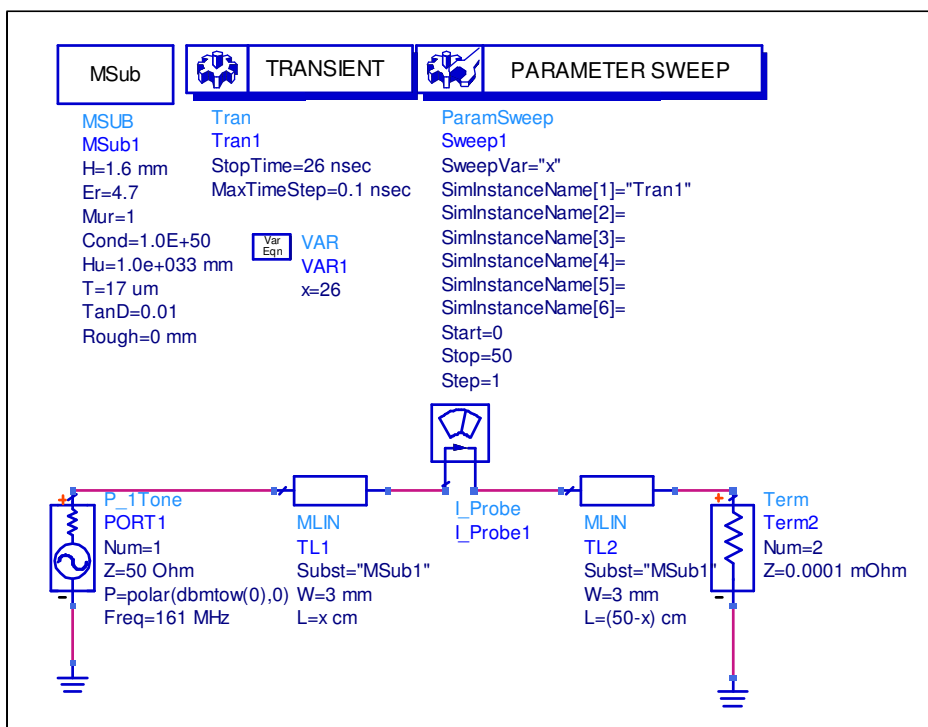 MSub
TRANSIENT
PARAMETER SWEEP
MSUB
MSub1
H=1.6 mm
Er=4.7
Mur=1
Cond=1.0E+50
Hu=1.0e+033 mm
T=17 um
TanD=0.01
Rough=0 mm
Tran
Tran1
StopTime=26 nsec
MaxTimeStep=0.1 nsec
Var
Eqn
VAR
VAR1
x=26
ParamSweep
Sweep1
SweepVar="x"
SimInstanceName[1]="Tran1"
SimInstanceName[2]=
SimInstanceName[3]=
SimInstanceName[4]=
SimInstanceName[5]=
SimInstanceName[6]=
Start=0
Stop=50
Step=1
+
-
P_1Tone
PORT1
Num=1
Z=50 Ohm
P=polar(dbmtow(0),0)
Freq=161 MHz
MLIN
TL1
Subst="MSub1"
W=3 mm
L=x cm
I_Probe
I_Probe1
MLIN
TL2
Subst="MSub1"
W=3 mm
L=(50-x) cm
+
-
Term
Term2
Num=2
Z=0.0001 mOhm